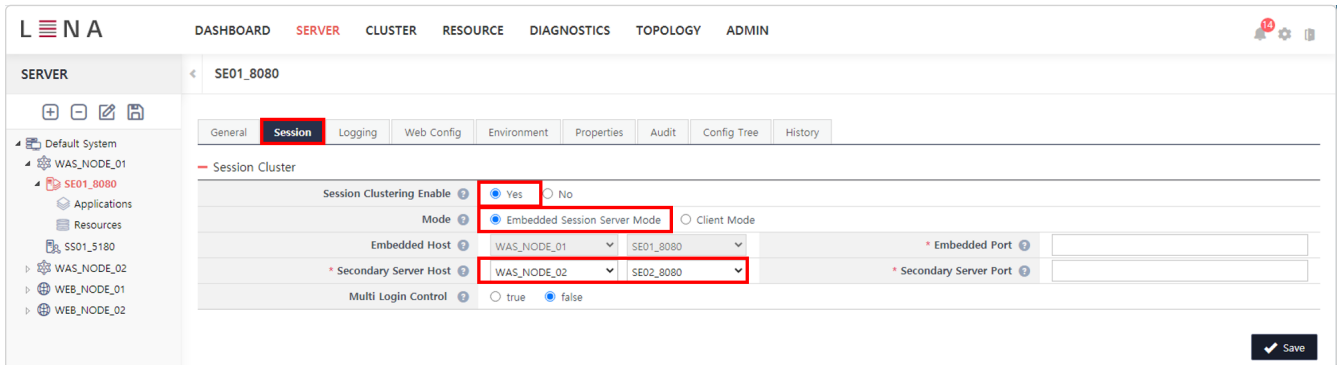 LENA
DASHBOARD SERVER CLUSTER RESOURCE DIAGNOSTICS TOPOLOGY ADMIN 14
SERVER
SE01_8080
General Session Logging Web Config Environment Properties Audit Config Tree History
Default System
WAS_NODE_01
SE01_8080
Applications
Resources
SS01_5180
WAS_NODE_02
WEB_NODE_01
WEB_NODE_02
Session Cluster
Session Clustering Enable ? Yes No
Mode ? Embedded Session Server Mode Client Mode
Embedded Host ? WAS_NODE_01 SE01_8080 * Embedded Port ?
* Secondary Server Host ? WAS_NODE_02 SE02_8080 * Secondary Server Port ?
Multi Login Control ? true false
Save